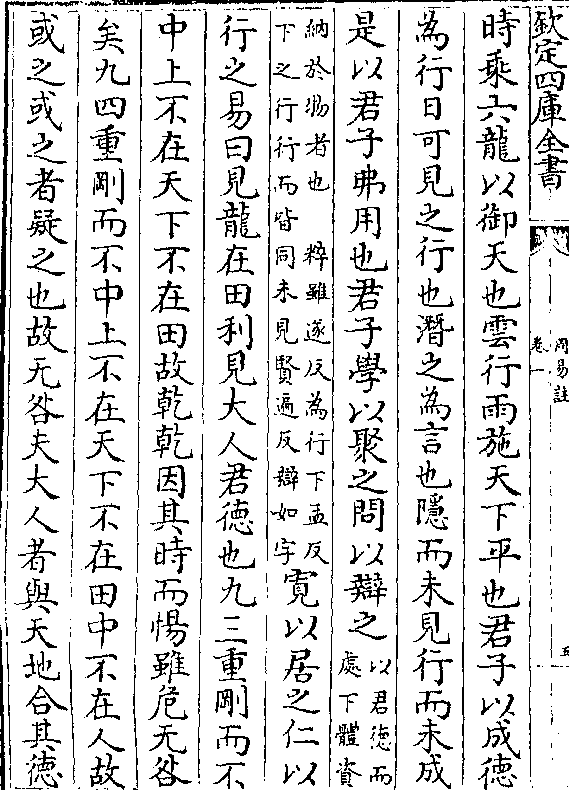 欽定四庫全書
周易註
卷一
五
時乘六龍以御天也雲行雨施天下平也君子以成德
為行日可見之行也潛之為言也隱而未見行而未成
是以君子弗用也君子學以聚之問以辯之
以君德而
處下體資
納於物者也 粹雖遂反為行下孟反
下之行行而皆同未見賢遍反辯如字
寛以居之仁以
行之易曰見龍在田利見大人君德也九三重剛而不
中上不在天下不在田故乾乾因其時而惕雖危无咎
矣九四重剛而不中上不在天下不在田中不在人故
或之或之者疑之也故无咎夫大人者與天地合其德